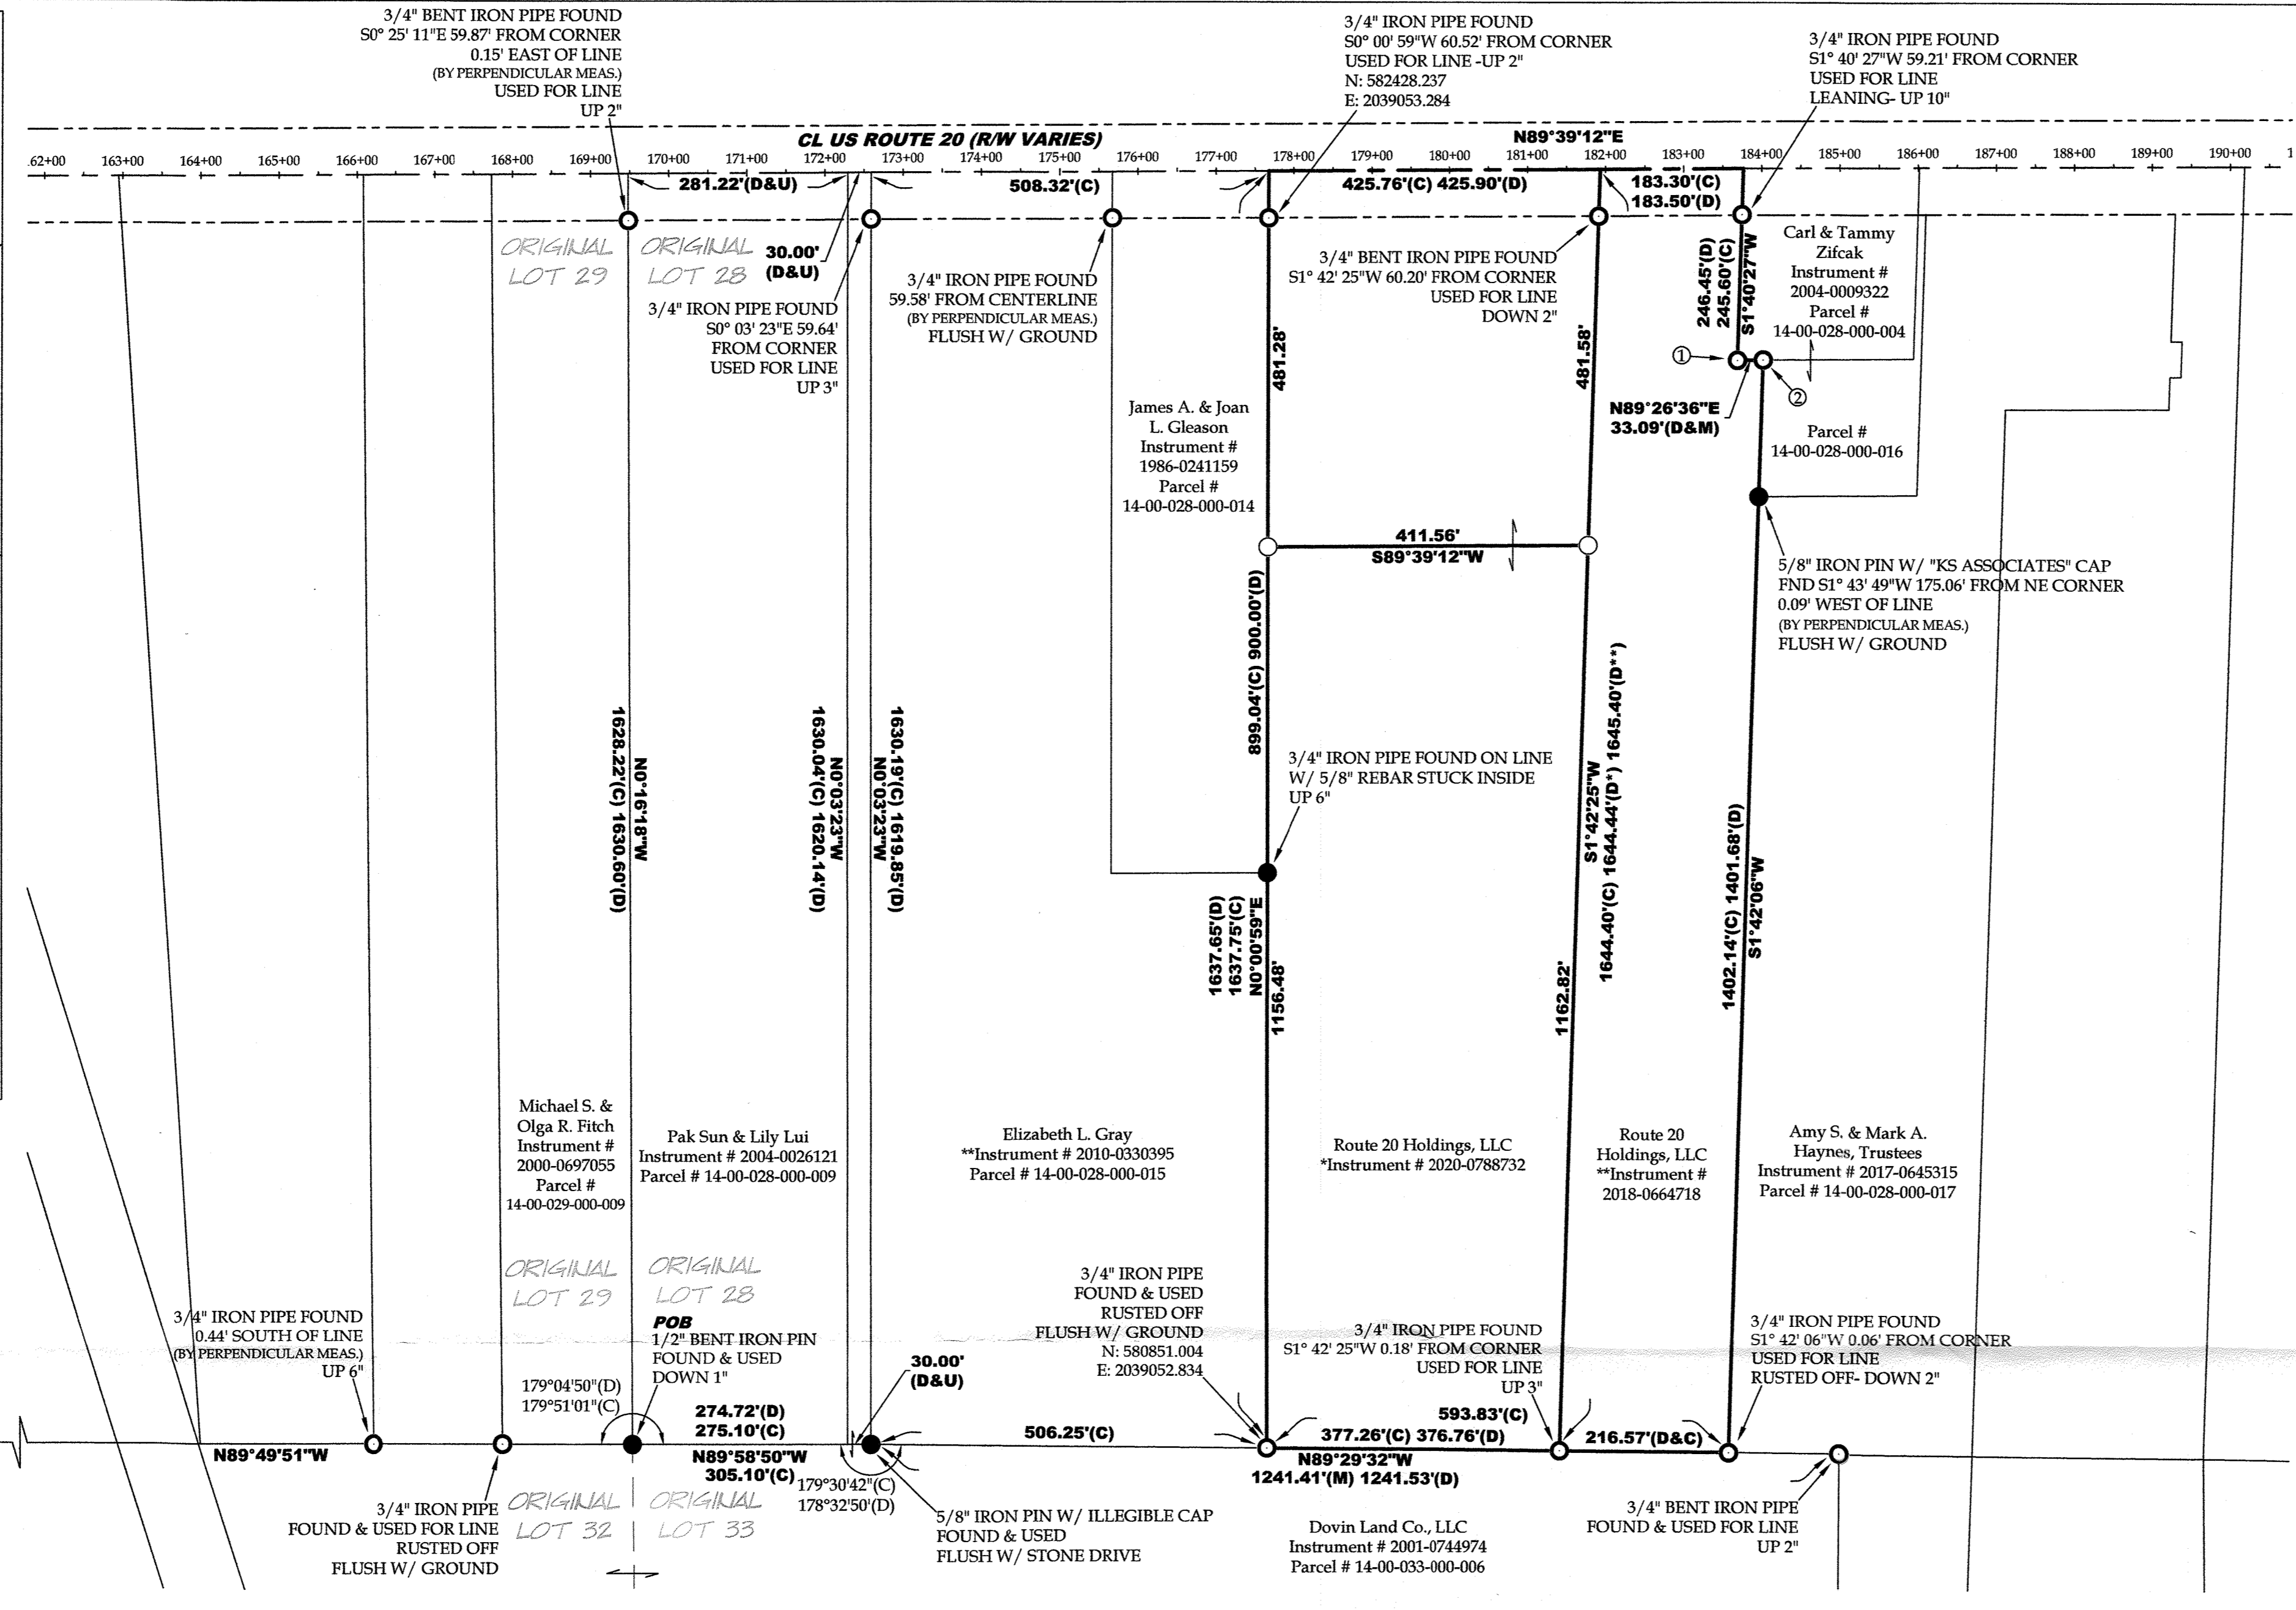 3/4" BENT IRON PIPE FOUND
S0° 25' 11"E 59.87' FROM CORNER
0.15' EAST OF LINE
(BY PERPENDICULAR MEAS.)
USED FOR LINE
UP 2"
3/4" IRON PIPE FOUND
S0° 00' 59"W 60.52' FROM CORNER
USED FOR LINE -UP 2"
N: 582428.237
E: 2039053.284
3/4" IRON PIPE FOUND
S1° 40' 27"W 59.21' FROM CORNER
USED FOR LINE
LEANING- UP 10"
CL US ROUTE 20 (R/W VARIES)
N89°39'12"E
.62+00 163+00 164+00 165+00 166+00 167+00 168+00 169+00 170+00 171+00 172+00 173+00 174+00 175+00 176+00 177+00 178+00 179+00 180+00 181+00 182+00 183+00 184+00 185+00 186+00 187+00 188+00 189+00 190+00 1
281.22'(D&U)
508.32'(C)
425.76'(C) 425.90'(D)
183.30'(C)
183.50'(D)
ORIGINAL
LOT 29
ORIGINAL
LOT 28
30.00'
(D&U)
3/4" IRON PIPE FOUND
S0° 03' 23"E 59.64'
FROM CORNER
USED FOR LINE
UP 3"
3/4" IRON PIPE FOUND
59.58' FROM CENTERLINE
(BY PERPENDICULAR MEAS.)
FLUSH W/ GROUND
3/4" BENT IRON PIPE FOUND
S1° 42' 25"W 60.20' FROM CORNER
USED FOR LINE
DOWN 2"
246.45'(D)
245.60'(C)
S1°40'27"W
Carl & Tammy
Zifcak
Instrument #
2004-0009322
Parcel #
14-00-028-000-004
1
2
N89°26'36"E
33.09'(D&M)
Parcel #
14-00-028-000-016
481.28'
481.58'
James A. & Joan
L. Gleason
Instrument #
1986-0241159
Parcel #
14-00-028-000-014
411.56'
S89°39'12"W
5/8" IRON PIN W/ "KS ASSOCIATES" CAP
FND S1° 43' 49"W 175.06' FROM NE CORNER
0.09' WEST OF LINE
(BY PERPENDICULAR MEAS.)
FLUSH W/ GROUND
899.04'(C) 900.00'(D)
3/4" IRON PIPE FOUND ON LINE
W/ 5/8" REBAR STUCK INSIDE
UP 6"
N0°16'18"W
1628.22'(C) 1630.60'(D)
N0°03'23"W
1630.04'(C) 1620.14'(D)
1630.19'(C) 1619.85'(D)
N0°03'23"W
1637.65'(D)
1637.75'(C)
N0°00'59"E
1156.48'
S1°42'25"W
1644.40'(C) 1644.44'(D*) 1645.40'(D**)
1162.82'
1402.14'(C) 1401.68'(D)
S1°42'06"W
Michael S. &
Olga R. Fitch
Instrument #
2000-0697055
Parcel #
14-00-029-000-009
Pak Sun & Lily Lui
Instrument # 2004-0026121
Parcel # 14-00-028-000-009
Elizabeth L. Gray
**Instrument # 2010-0330395
Parcel # 14-00-028-000-015
Route 20 Holdings, LLC
*Instrument # 2020-0788732
Route 20
Holdings, LLC
**Instrument #
2018-0664718
Amy S. & Mark A.
Haynes, Trustees
Instrument # 2017-0645315
Parcel # 14-00-028-000-017
ORIGINAL
LOT 29
ORIGINAL
LOT 28
3/4" IRON PIPE FOUND
0.44' SOUTH OF LINE
(BY PERPENDICULAR MEAS.)
UP 6"
POB
1/2" BENT IRON PIN
FOUND & USED
DOWN 1"
179°04'50"(D)
179°51'01"(C)
30.00'
(D&U)
3/4" IRON PIPE
FOUND & USED
RUSTED OFF
FLUSH W/ GROUND
N: 580851.004
E: 2039052.834
3/4" IRON PIPE FOUND
S1° 42' 25"W 0.18' FROM CORNER
USED FOR LINE
UP 3"
3/4" IRON PIPE FOUND
S1° 42' 06"W 0.06' FROM CORNER
USED FOR LINE
RUSTED OFF- DOWN 2"
N89°49'51"W
274.72'(D)
275.10'(C)
N89°58'50"W
305.10'(C)
506.25'(C)
593.83'(C)
377.26'(C) 376.76'(D)
216.57'(D&C)
N89°29'32"W
1241.41'(M) 1241.53'(D)
179°30'42"(C)
178°32'50'(D)
3/4" IRON PIPE
FOUND & USED FOR LINE
RUSTED OFF
FLUSH W/ GROUND
ORIGINAL
LOT 32
ORIGINAL
LOT 33
5/8" IRON PIN W/ ILLEGIBLE CAP
FOUND & USED
FLUSH W/ STONE DRIVE
Dovin Land Co., LLC
Instrument # 2001-0744974
Parcel # 14-00-033-000-006
3/4" BENT IRON PIPE
FOUND & USED FOR LINE
UP 2"